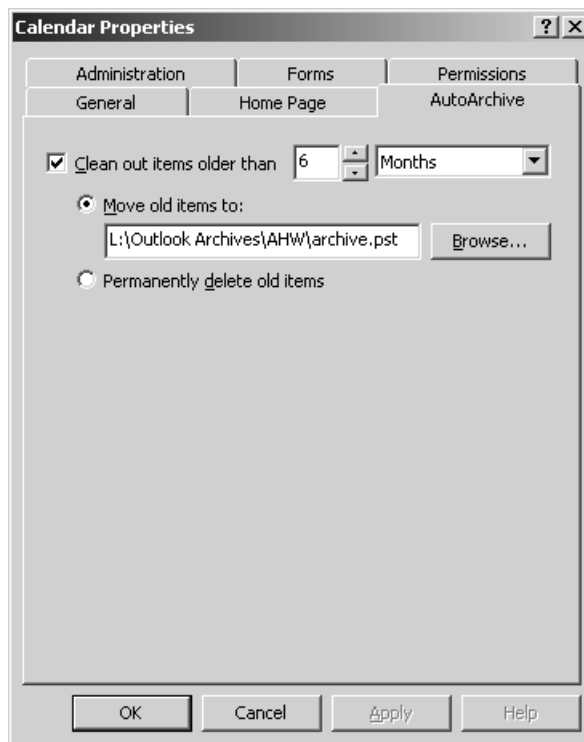 Calendar Properties
Administration Forms Permissions
General Home Page AutoArchive
Clean out items older than 6 Months
Move old items to:
L:\Outlook Archives\AHW\archive.pst Browse...
Permanently delete old items
OK Cancel Apply Help